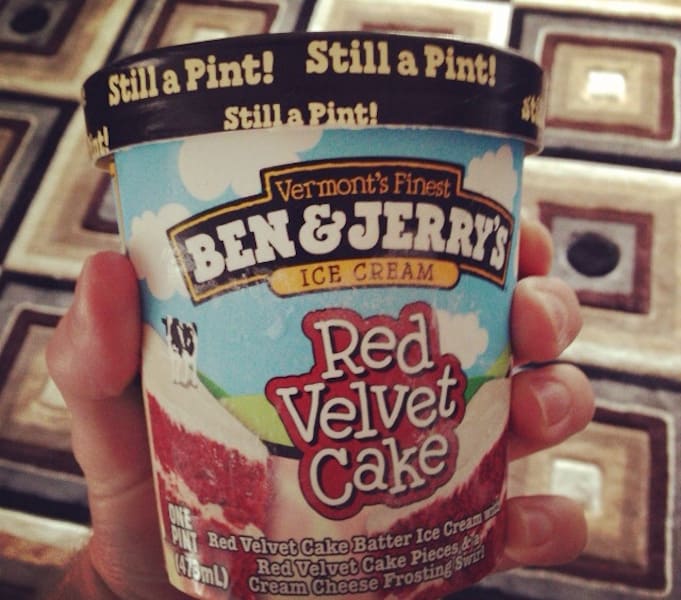 Still a Pint! Still a Pint!
Still a Pint!
Vermont's Finest
BEN & JERRY'S
ICE CREAM
Red
Velvet
Cake
ONE
PINT
(473mL)
Red Velvet Cake Batter Ice Cream with
Red Velvet Cake Pieces & a
Cream Cheese Frosting Swirl